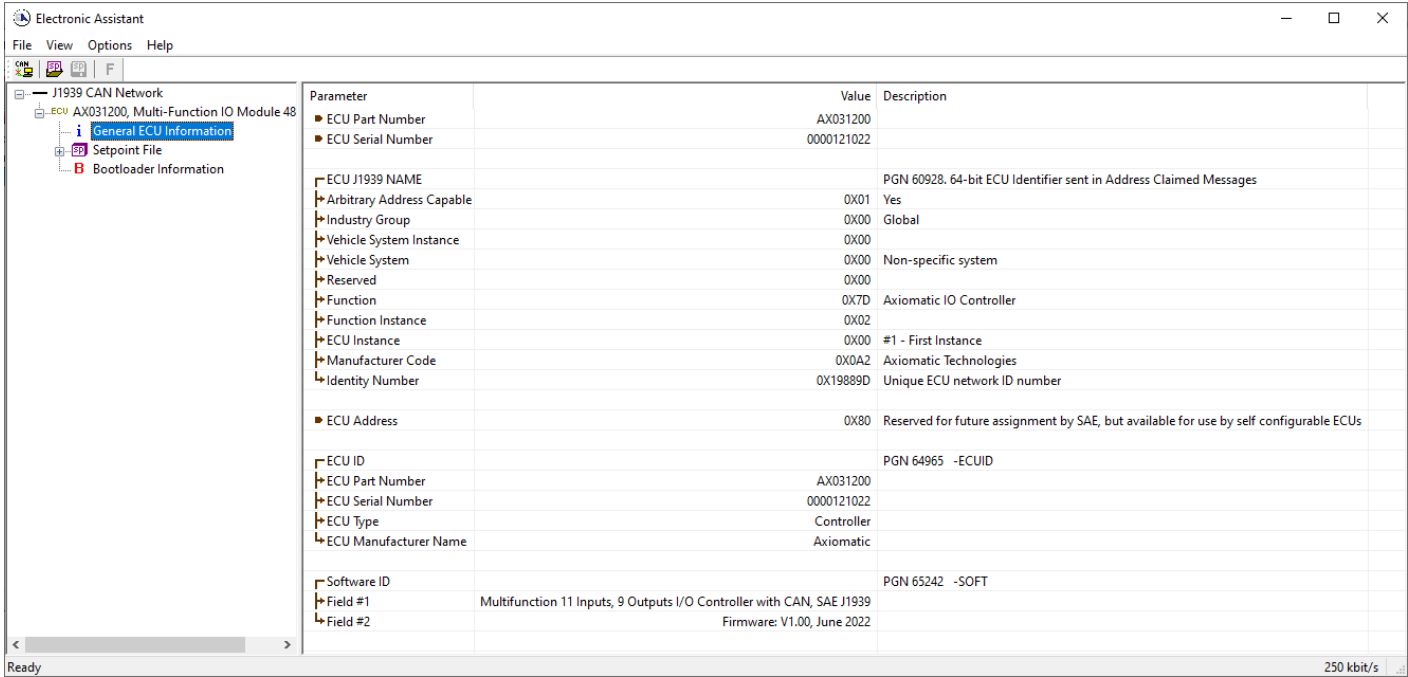 Electronic Assistant
File View Options Help
CAN SP SP F
J1939 CAN Network
ECU AX031200, Multi-Function IO Module 48
i General ECU Information
SP Setpoint File
B Bootloader Information
Parameter Value Description
ECU Part Number AX031200
ECU Serial Number 0000121022
ECU J1939 NAME PGN 60928. 64-bit ECU Identifier sent in Address Claimed Messages
Arbitrary Address Capable 0X01 Yes
Industry Group 0X00 Global
Vehicle System Instance 0X00
Vehicle System 0X00 Non-specific system
Reserved 0X00
Function 0X7D Axiomatic IO Controller
Function Instance 0X02
ECU Instance 0X00 #1 - First Instance
Manufacturer Code 0X0A2 Axiomatic Technologies
Identity Number 0X19889D Unique ECU network ID number
ECU Address 0X80 Reserved for future assignment by SAE, but available for use by self configurable ECUs
ECU ID PGN 64965 -ECUID
ECU Part Number AX031200
ECU Serial Number 0000121022
ECU Type Controller
ECU Manufacturer Name Axiomatic
Software ID PGN 65242 -SOFT
Field #1 Multifunction 11 Inputs, 9 Outputs I/O Controller with CAN, SAE J1939
Field #2 Firmware: V1.00, June 2022
Ready 250 kbit/s